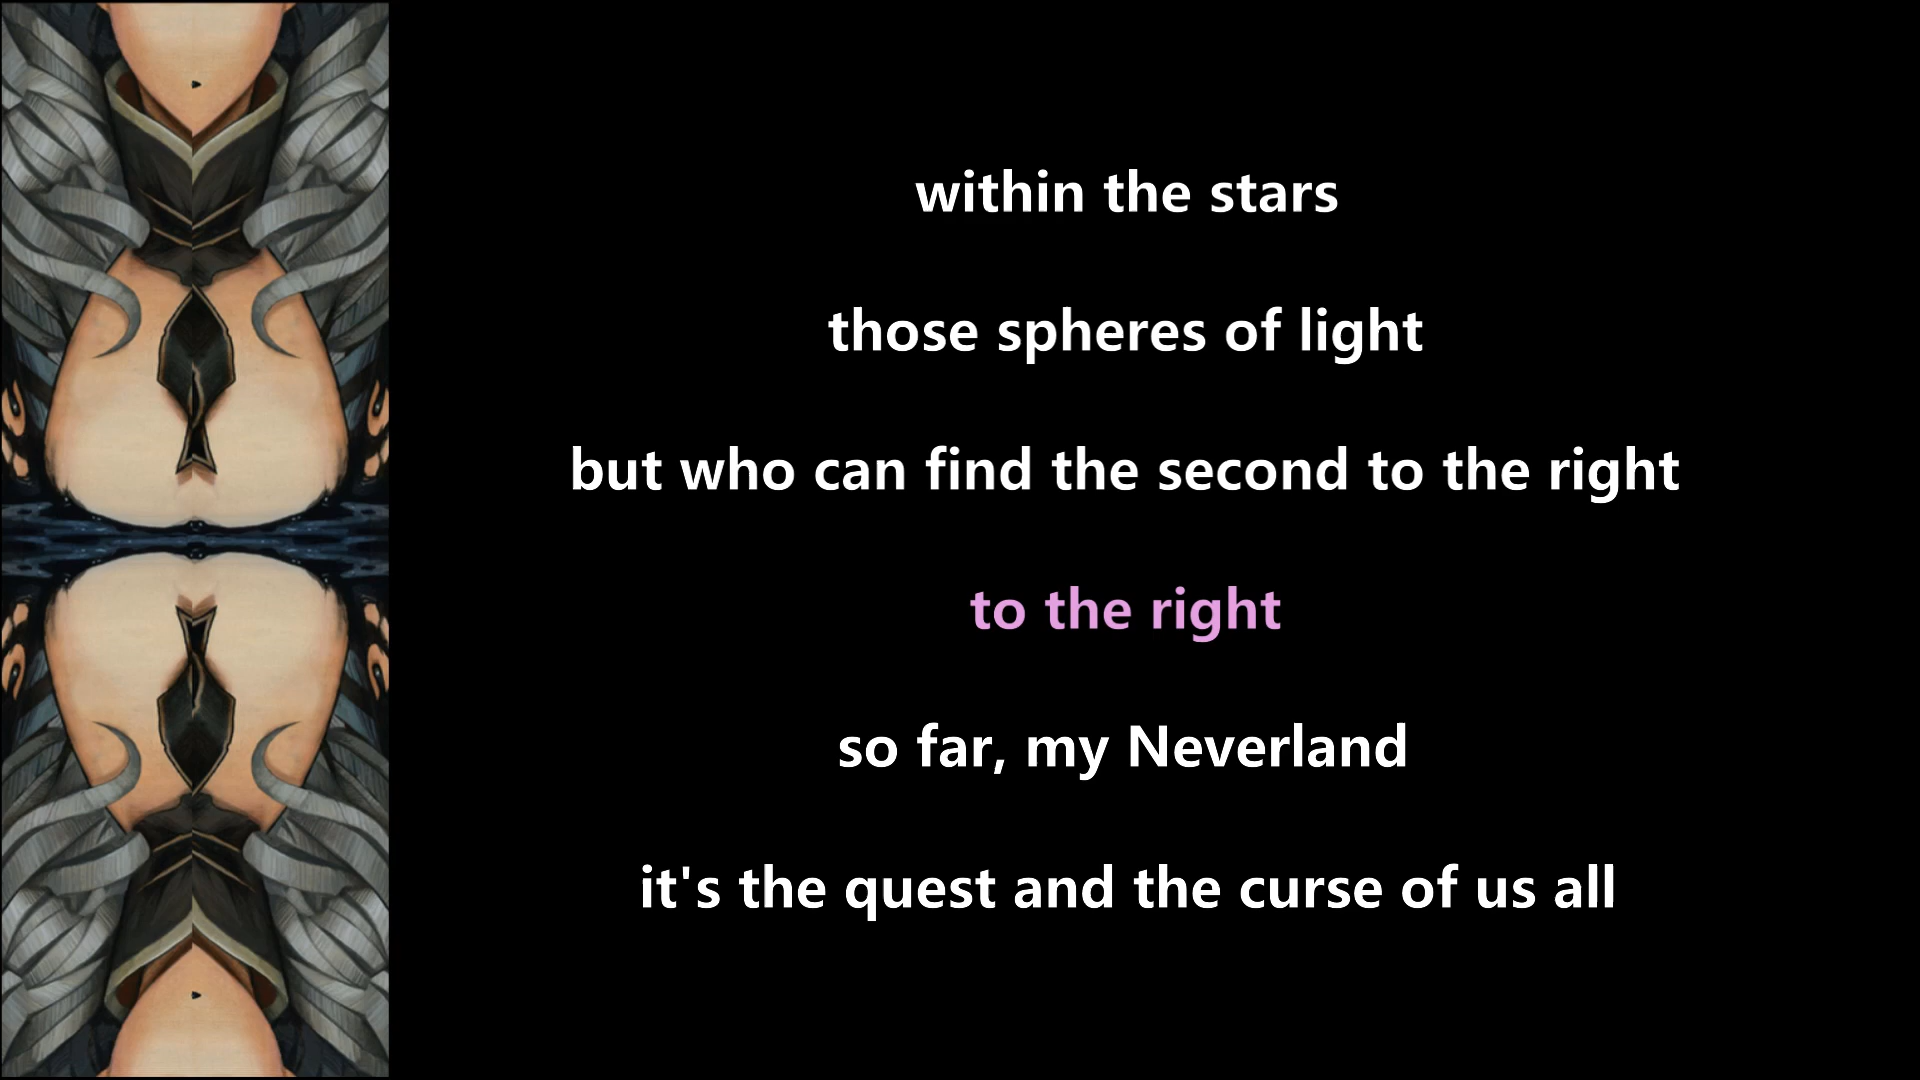 within the stars
those spheres of light
but who can find the second to the right
to the right
so far, my Neverland
it's the quest and the curse of us all